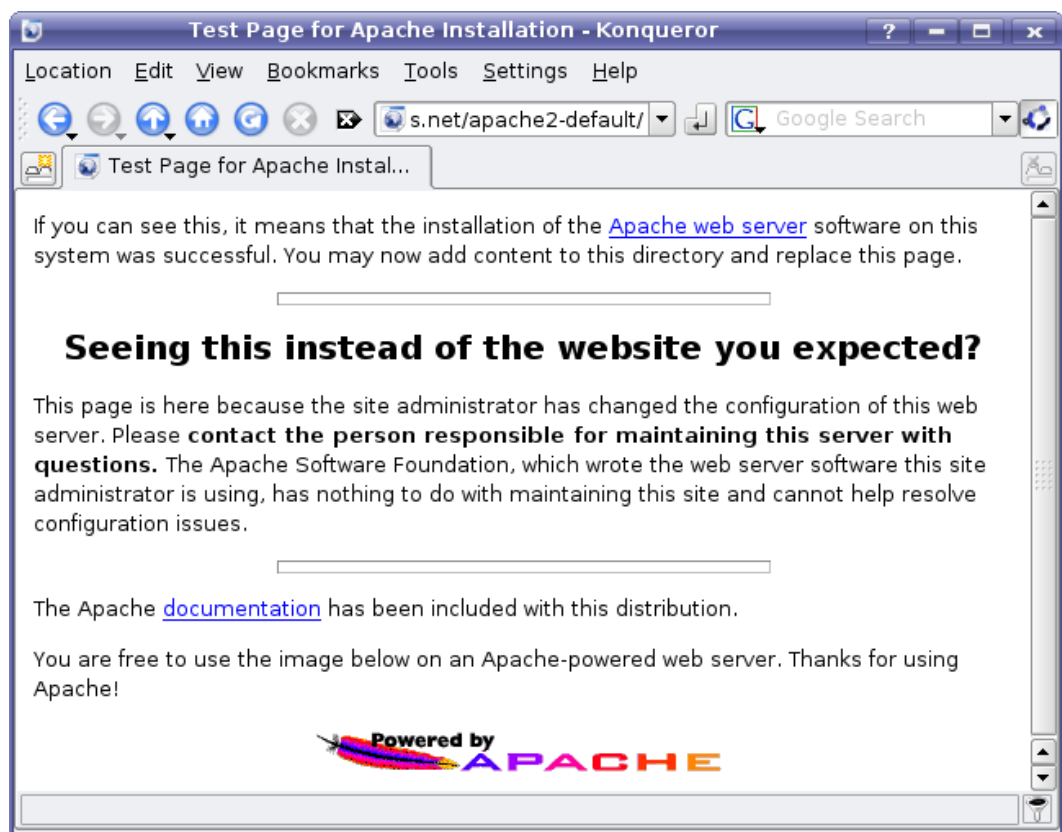 Test Page for Apache Installation - Konqueror
Location Edit View Bookmarks Tools Settings Help
s.net/apache2-default/ G Google Search
Test Page for Apache Instal...
If you can see this, it means that the installation of the Apache web server software on this
system was successful. You may now add content to this directory and replace this page.
Seeing this instead of the website you expected?
This page is here because the site administrator has changed the configuration of this web
server. Please contact the person responsible for maintaining this server with
questions. The Apache Software Foundation, which wrote the web server software this site
administrator is using, has nothing to do with maintaining this site and cannot help resolve
configuration issues.
The Apache documentation has been included with this distribution.
You are free to use the image below on an Apache-powered web server. Thanks for using
Apache!
Powered by
APACHE